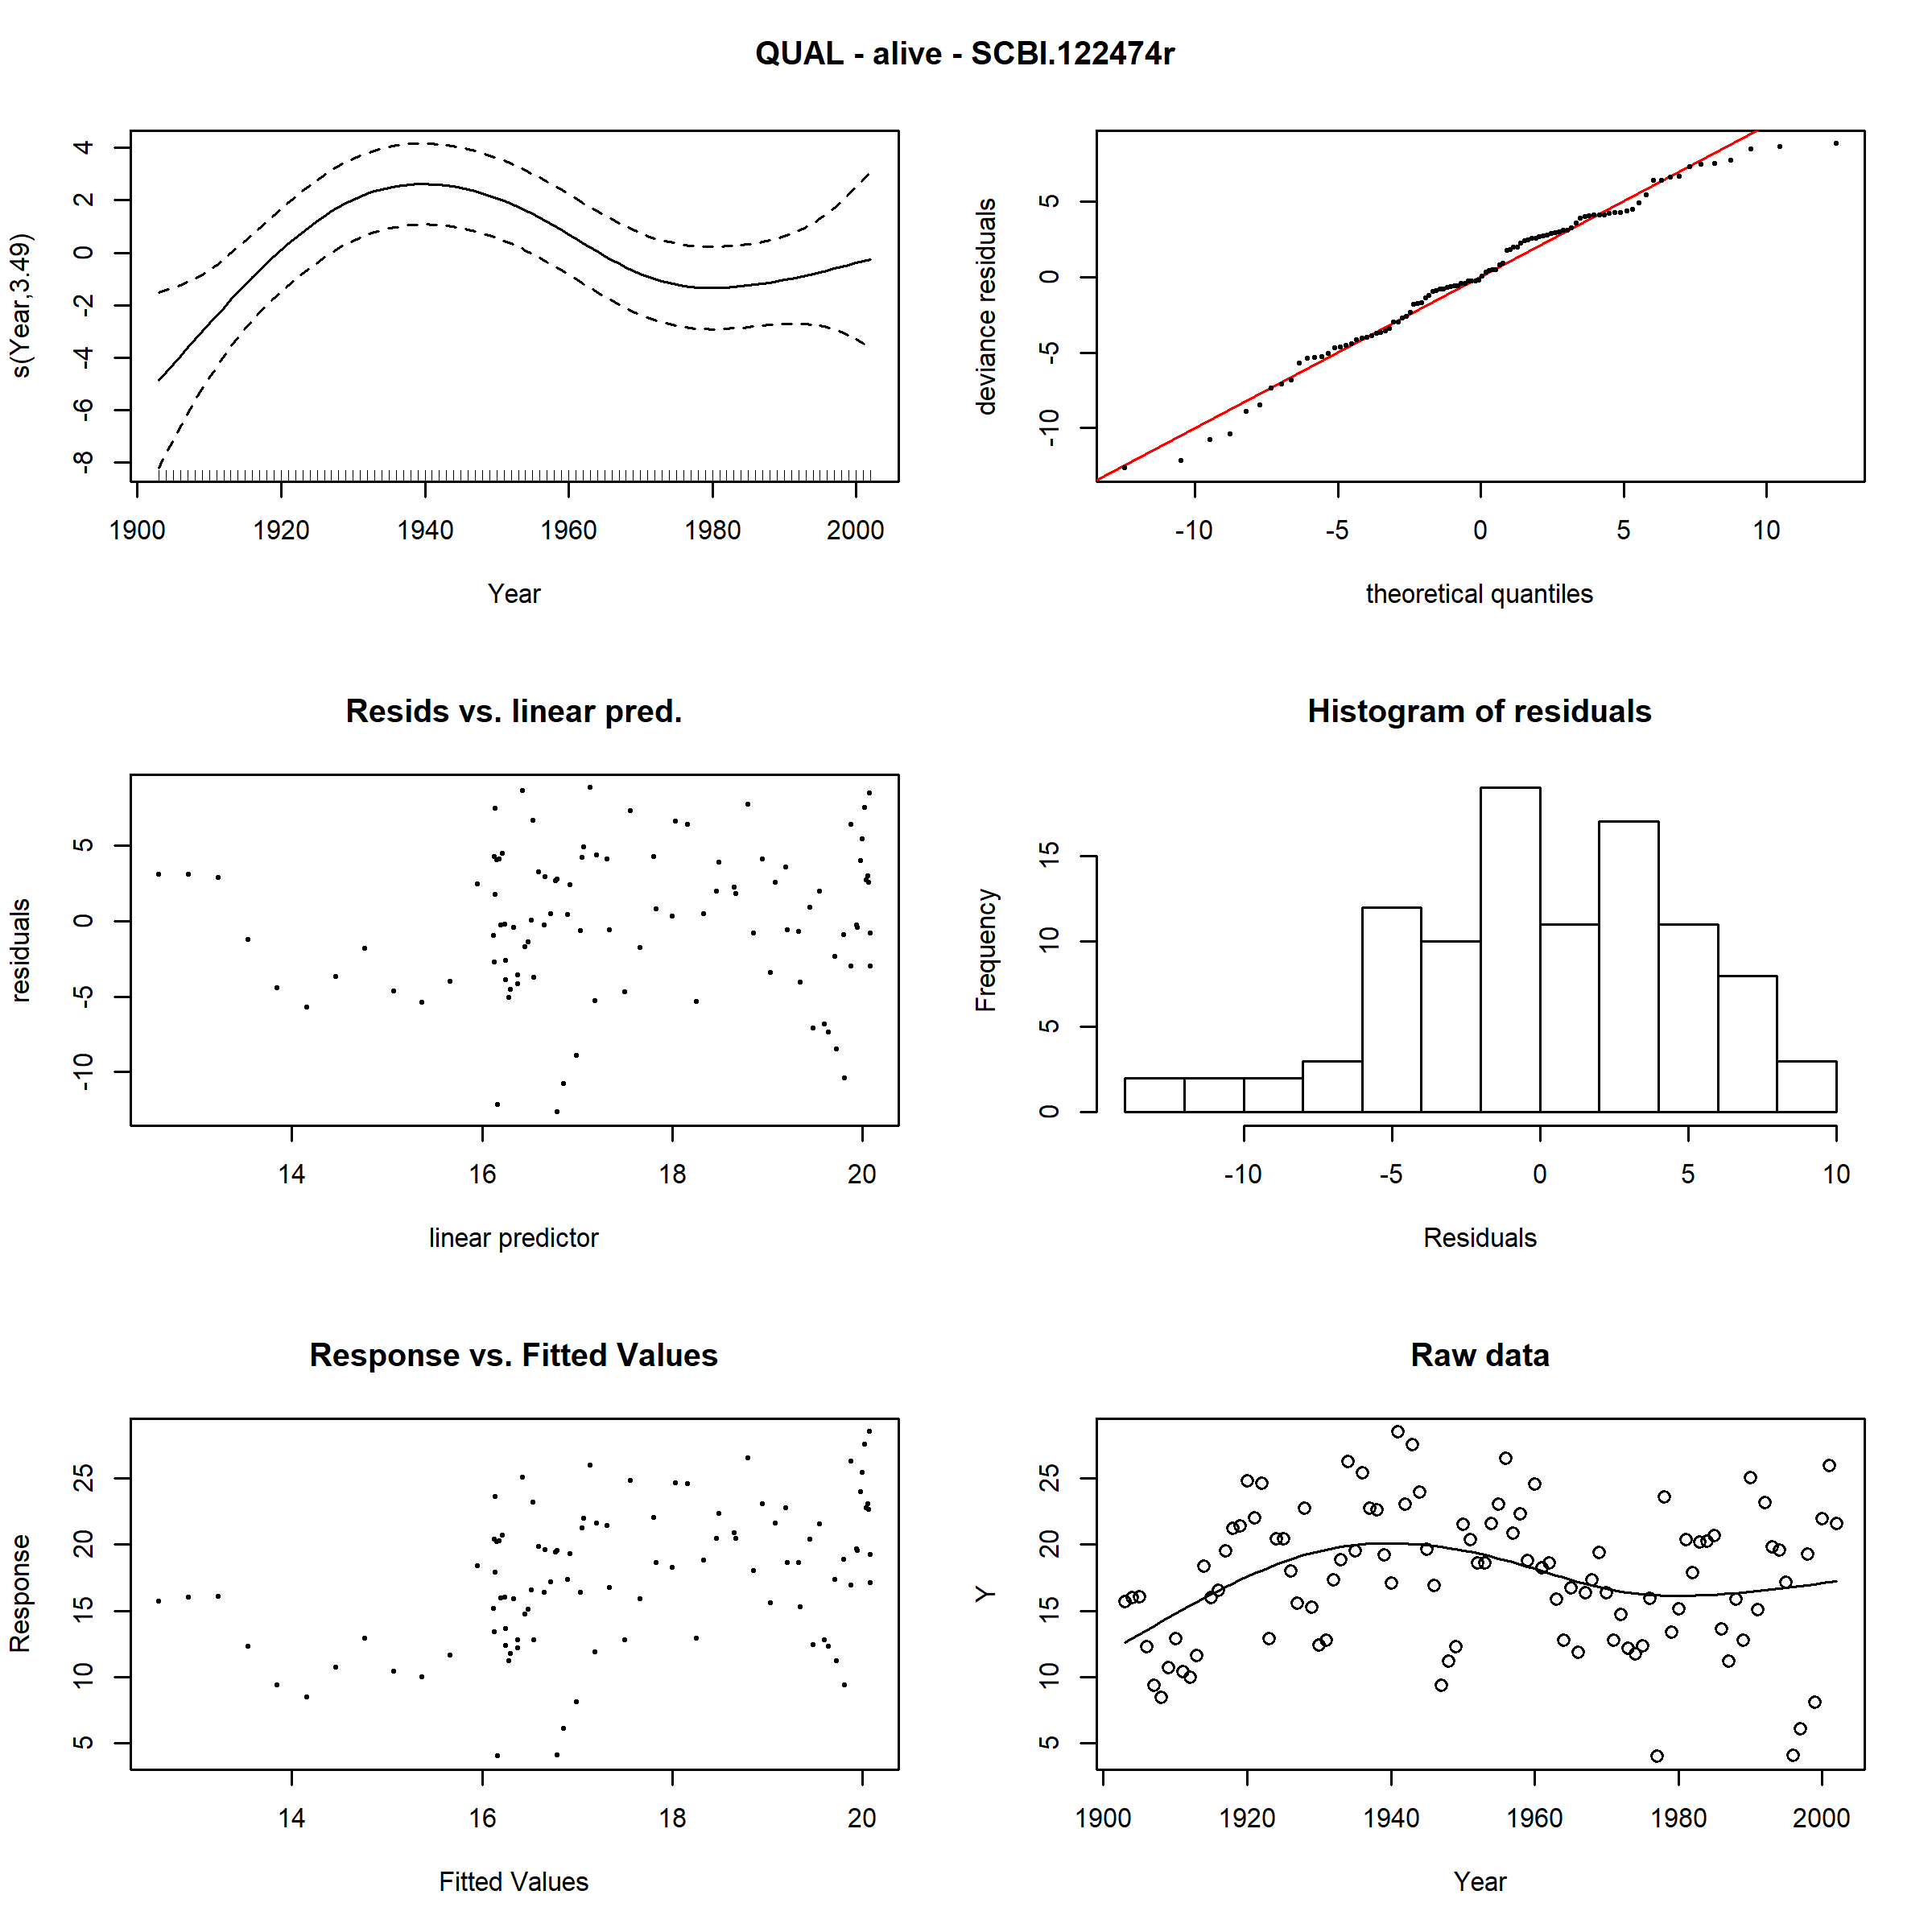 QUAL - alive - SCBI.122474r
s(Year,3.49)
4
2
0
-2
-4
-6
-8
1900 1920 1940 1960 1980 2000
Year
deviance residuals
5
0
-5
-10
-10 -5 0 5 10
theoretical quantiles
Resids vs. linear pred.
residuals
5
0
-5
-10
14 16 18 20
linear predictor
Histogram of residuals
Frequency
15
10
5
0
-10 -5 0 5 10
Residuals
Response vs. Fitted Values
Response
25
20
15
10
5
14 16 18 20
Fitted Values
Raw data
Y
25
20
15
10
5
1900 1920 1940 1960 1980 2000
Year